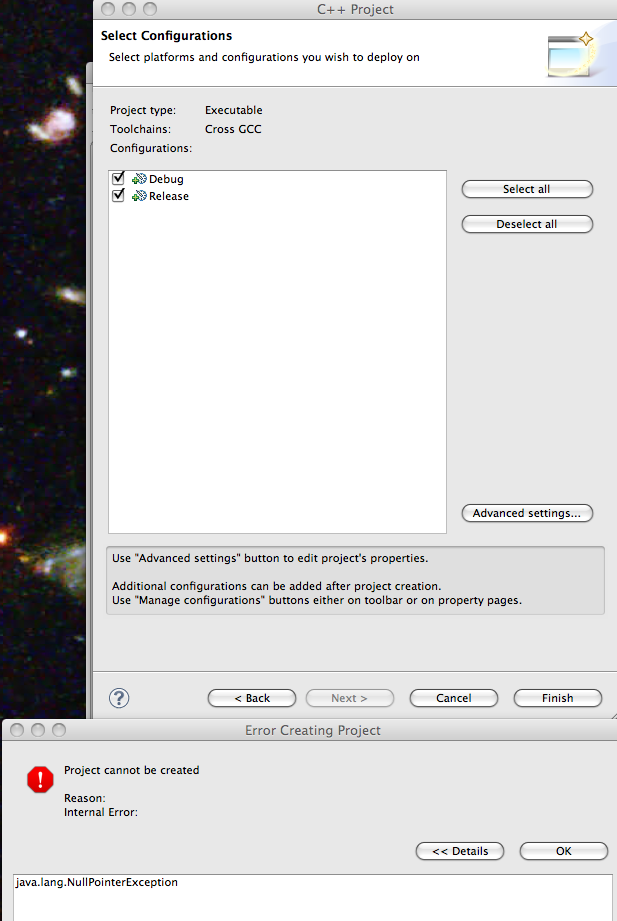 C++ Project
Select Configurations
Select platforms and configurations you wish to deploy on
Project type: Executable
Toolchains: Cross GCC
Configurations:
Debug
Release
Select all
Deselect all
Advanced settings...
Use "Advanced settings" button to edit project's properties.
Additional configurations can be added after project creation.
Use "Manage configurations" buttons either on toolbar or on property pages.
?
< Back
Next >
Cancel
Finish
Error Creating Project
Project cannot be created
Reason:
Internal Error:
<< Details
OK
java.lang.NullPointerException